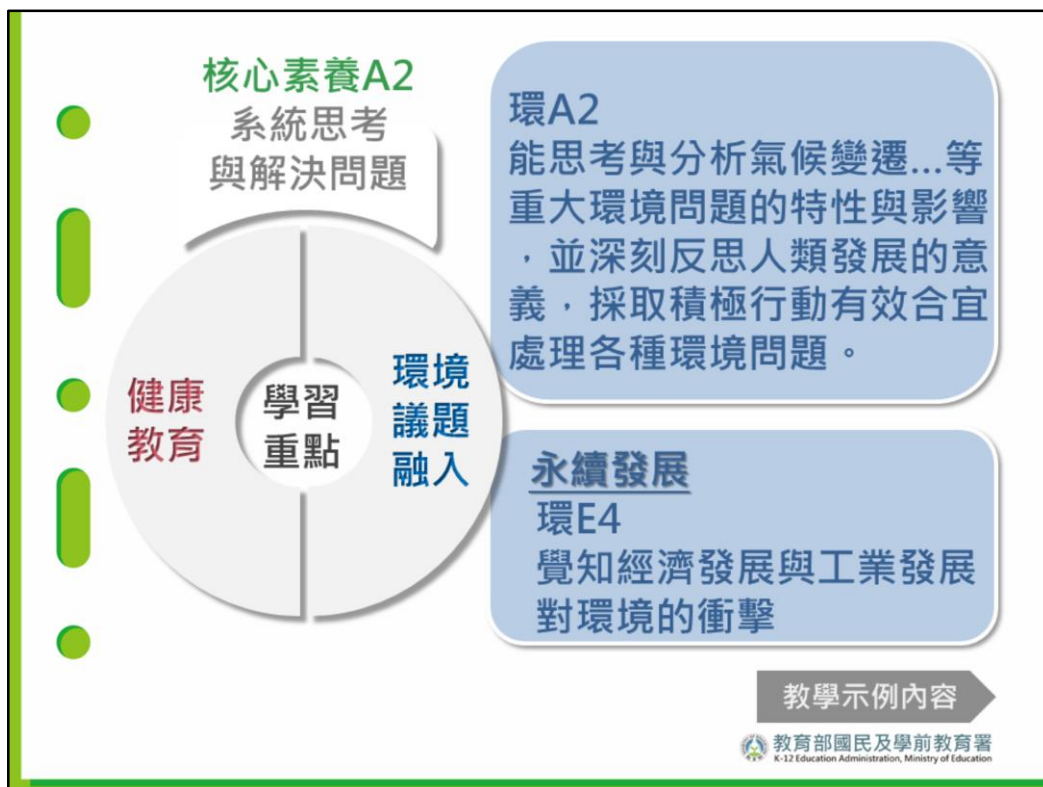 核心素養A2
系統思考
與解決問題
健康
教育
學習
重點
環境
議題
融入
環A2
能思考與分析氣候變遷...等
重大環境問題的特性與影響
，並深刻反思人類發展的意
義，採取積極行動有效合宜
處理各種環境問題。
永續發展
環E4
覺知經濟發展與工業發展
對環境的衝擊
教學示例內容
教育部國民及學前教育署
K-12 Education Administration, Ministry of Education